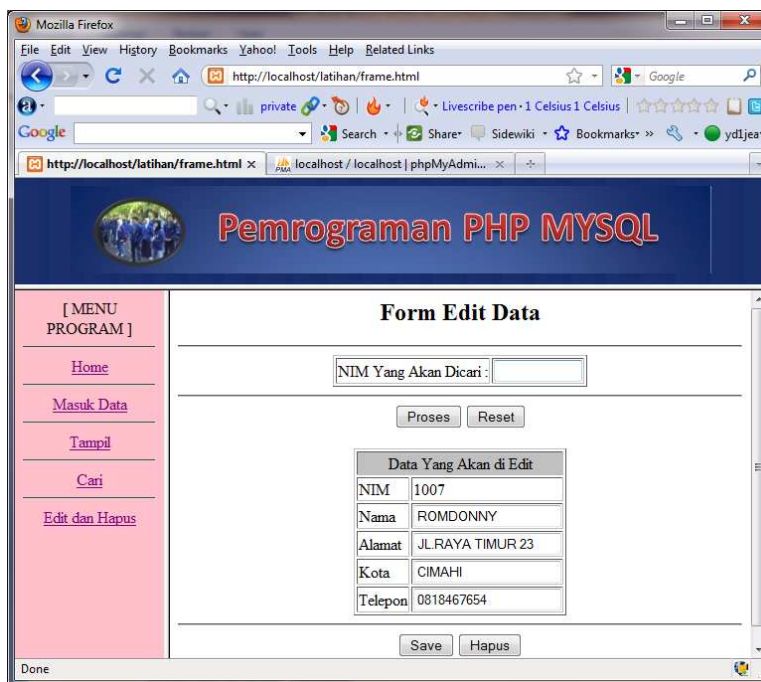 Mozilla Firefox
File Edit View History Bookmarks Yahoo! Tools Help Related Links
http://localhost/latihan/frame.html
Google
private
Livescribe pen · 1 Celsius 1 Celsius
Google
Search
Share
Sidewiki
Bookmarks
»
ydljea
http://localhost/latihan/frame.html
localhost / localhost | phpMyAdmi...
Pemrograman PHP MYSQL
[ MENU
PROGRAM ]
Home
Masuk Data
Tampil
Cari
Edit dan Hapus
Form Edit Data
NIM Yang Akan Dicari :
Proses Reset
Data Yang Akan di Edit
NIM 1007
Nama ROMDONNY
Alamat JL.RAYA TIMUR 23
Kota CIMAHI
Telepon 0818467654
Save Hapus
Done